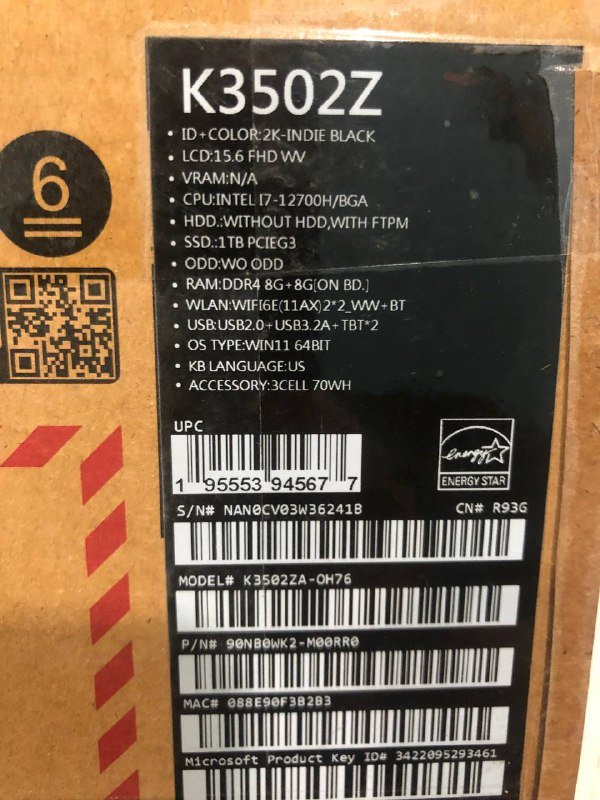 K3502Z
• ID+COLOR:2K-INDIE BLACK
• LCD:15.6 FHD WV
• VRAM:N/A
• CPU:INTEL I7-12700H/BGA
• HDD.:WITHOUT HDD,WITH FTPM
• SSD.:1TB PCIEG3
• ODD:WO ODD
• RAM:DDR4 8G+8G[ON BD.]
• WLAN:WIFI6E(11AX)2*2_WW+BT
• USB:USB2.0+USB3.2A+TBT*2
• OS TYPE:WIN11 64BIT
• KB LANGUAGE:US
• ACCESSORY:3CELL 70WH
6
UPC
1 95553 94567 7
energy
ENERGY STAR
S/N# NAN0CV03W36241B CN# R93G
MODEL# K3502ZA-OH76
P/N# 90NB0WK2-M00RR0
MAC# 088E90F3B2B3
Microsoft Product Key ID# 3422095293461